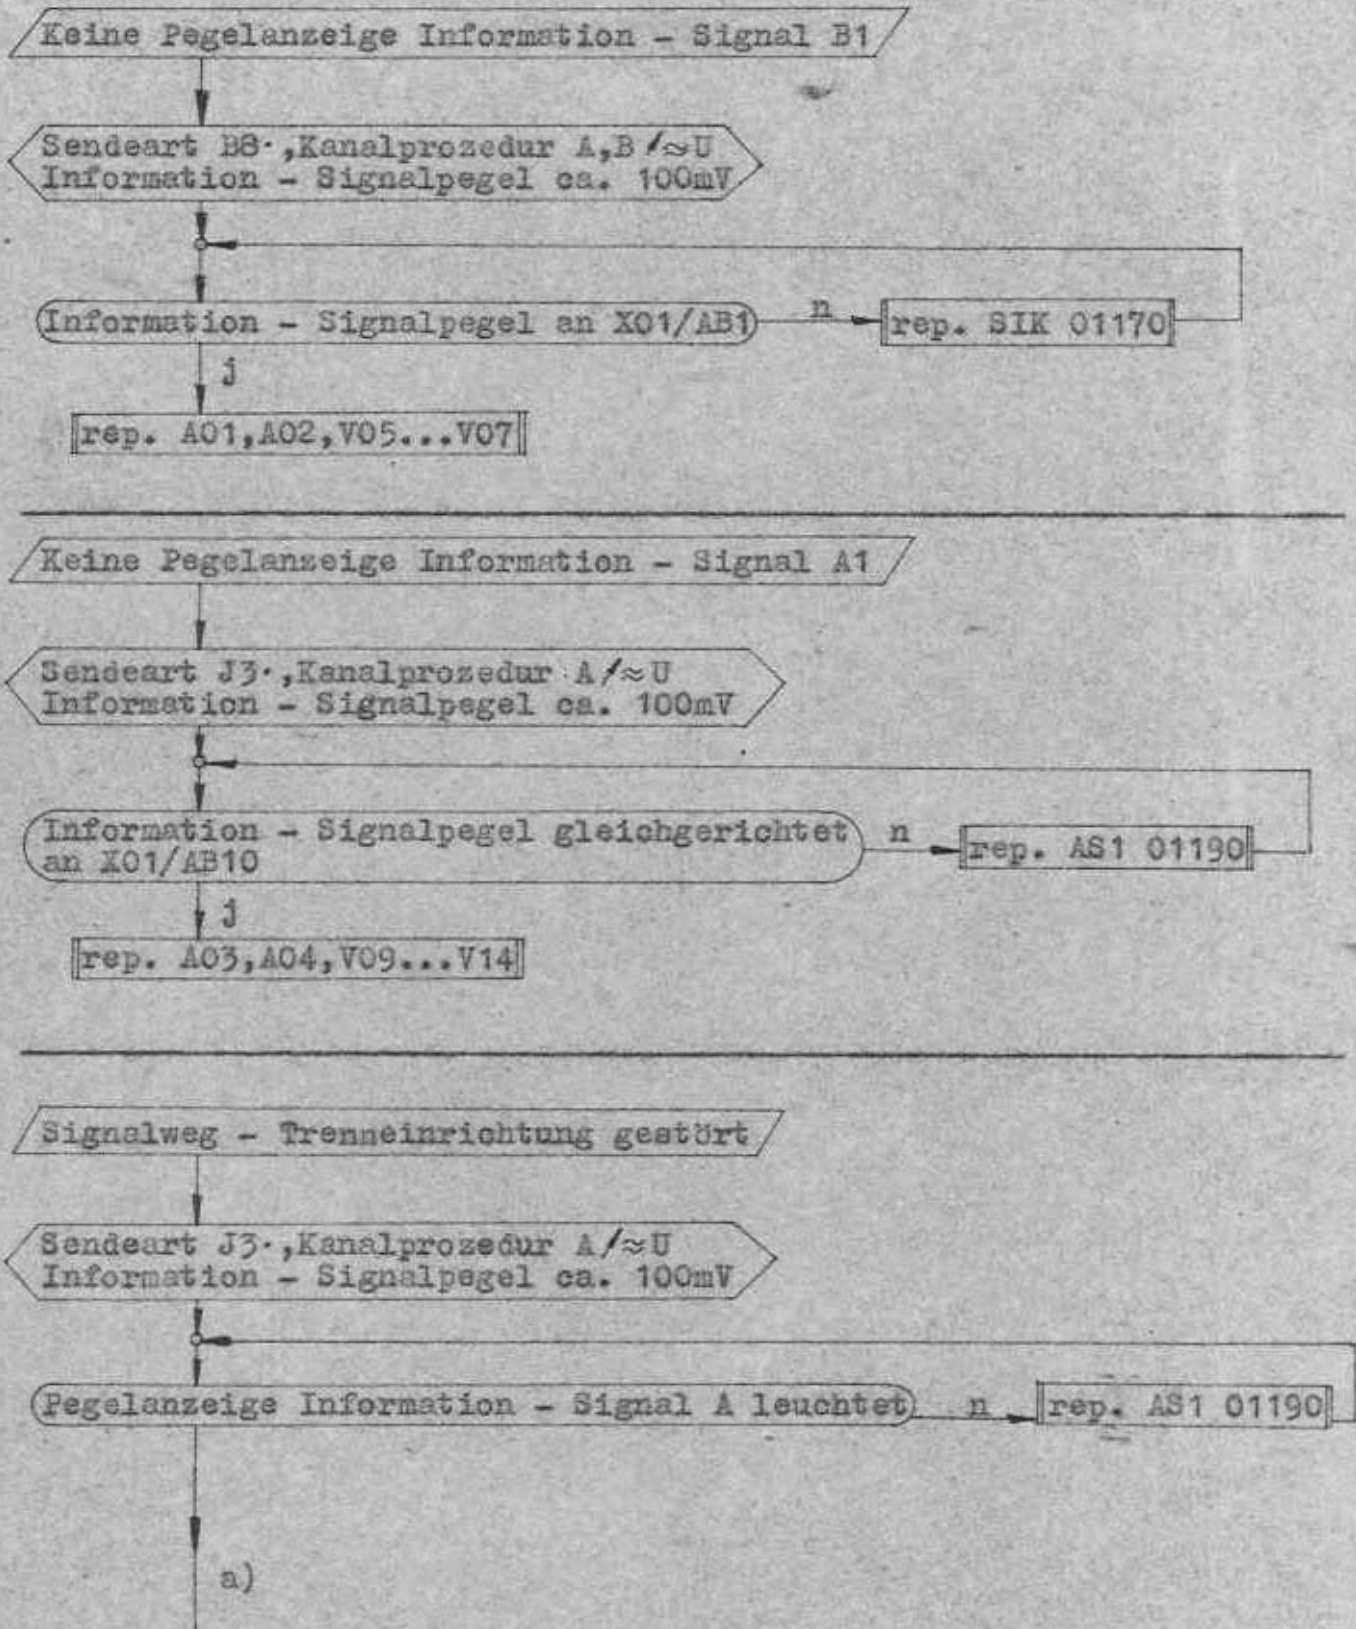 Keine Pegelanzeige Information - Signal B1
Sendeart B8·,Kanalprozedur A,B/≈U
Information - Signalpegel ca. 100mV
Information - Signalpegel an X01/AB1
n
rep. SIK 01170
j
rep. A01,A02,V05...V07
Keine Pegelanzeige Information - Signal A1
Sendeart J3·,Kanalprozedur A/≈U
Information - Signalpegel ca. 100mV
Information - Signalpegel gleichgerichtet
an X01/AB10
n
rep. AS1 01190
j
rep. A03,A04,V09...V14
Signalweg - Trenneinrichtung gestört
Sendeart J3·,Kanalprozedur A/≈U
Information - Signalpegel ca. 100mV
Pegelanzeige Information - Signal A leuchtet
n
rep. AS1 01190
a)